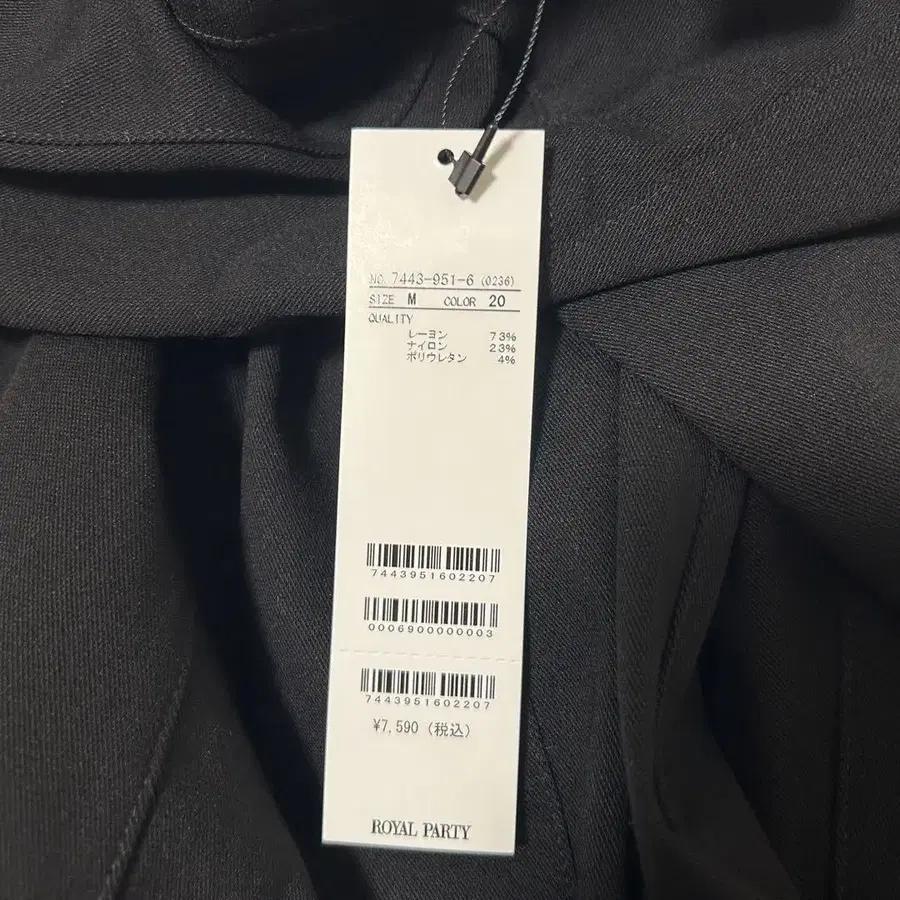 NO. 7443-951-6 (0236)
SIZE M COLOR 20
QUALITY
レーヨン 73%
ナイロン 23%
ポリウレタン 4%
7443951602207
0006900000003
7443951602207
¥7,590 (税込)
ROYAL PARTY